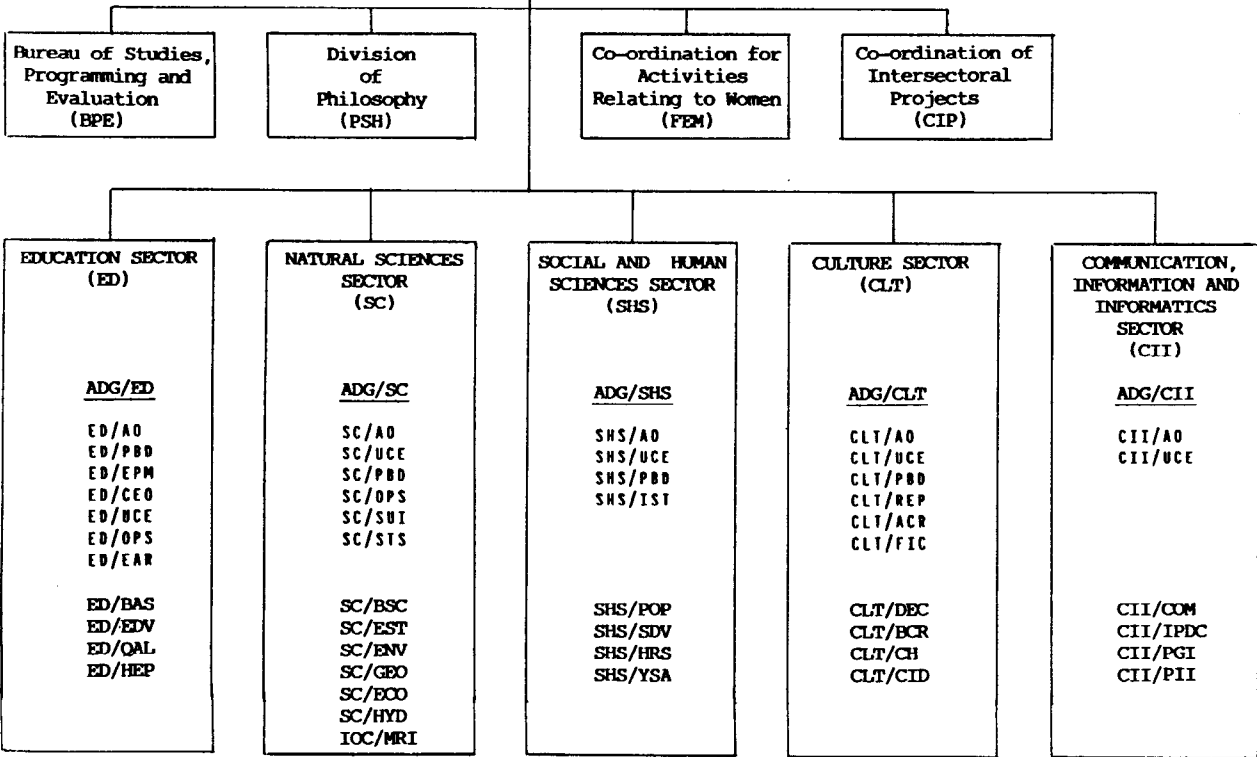 Bureau of Studies,
Programming and
Evaluation
(BPE)
Division
of
Philosophy
(PSH)
Co-ordination for
Activities
Relating to Women
(FEM)
Co-ordination of
Intersectoral
Projects
(CIP)
EDUCATION SECTOR
(ED)
ADG/ED
ED/AO
ED/PBD
ED/EPM
ED/CEO
ED/UCE
ED/OPS
ED/EAR
ED/BAS
ED/EDV
ED/QAL
ED/HEP
NATURAL SCIENCES
SECTOR
(SC)
ADG/SC
SC/AO
SC/UCE
SC/PBD
SC/OPS
SC/SUI
SC/STS
SC/BSC
SC/EST
SC/ENV
SC/GEO
SC/ECO
SC/HYD
IOC/MRI
SOCIAL AND HUMAN
SCIENCES SECTOR
(SHS)
ADG/SHS
SHS/AO
SHS/UCE
SHS/PBD
SHS/IST
SHS/POP
SHS/SDV
SHS/HRS
SHS/YSA
CULTURE SECTOR
(CLT)
ADG/CLT
CLT/AO
CLT/UCE
CLT/PBD
CLT/REP
CLT/ACR
CLT/FIC
CLT/DEC
CLT/BCR
CLT/CH
CLT/CID
COMMUNICATION,
INFORMATION AND
INFORMATICS
SECTOR
(CII)
ADG/CII
CII/AO
CII/UCE
CII/COM
CII/IPDC
CII/PGI
CII/PII